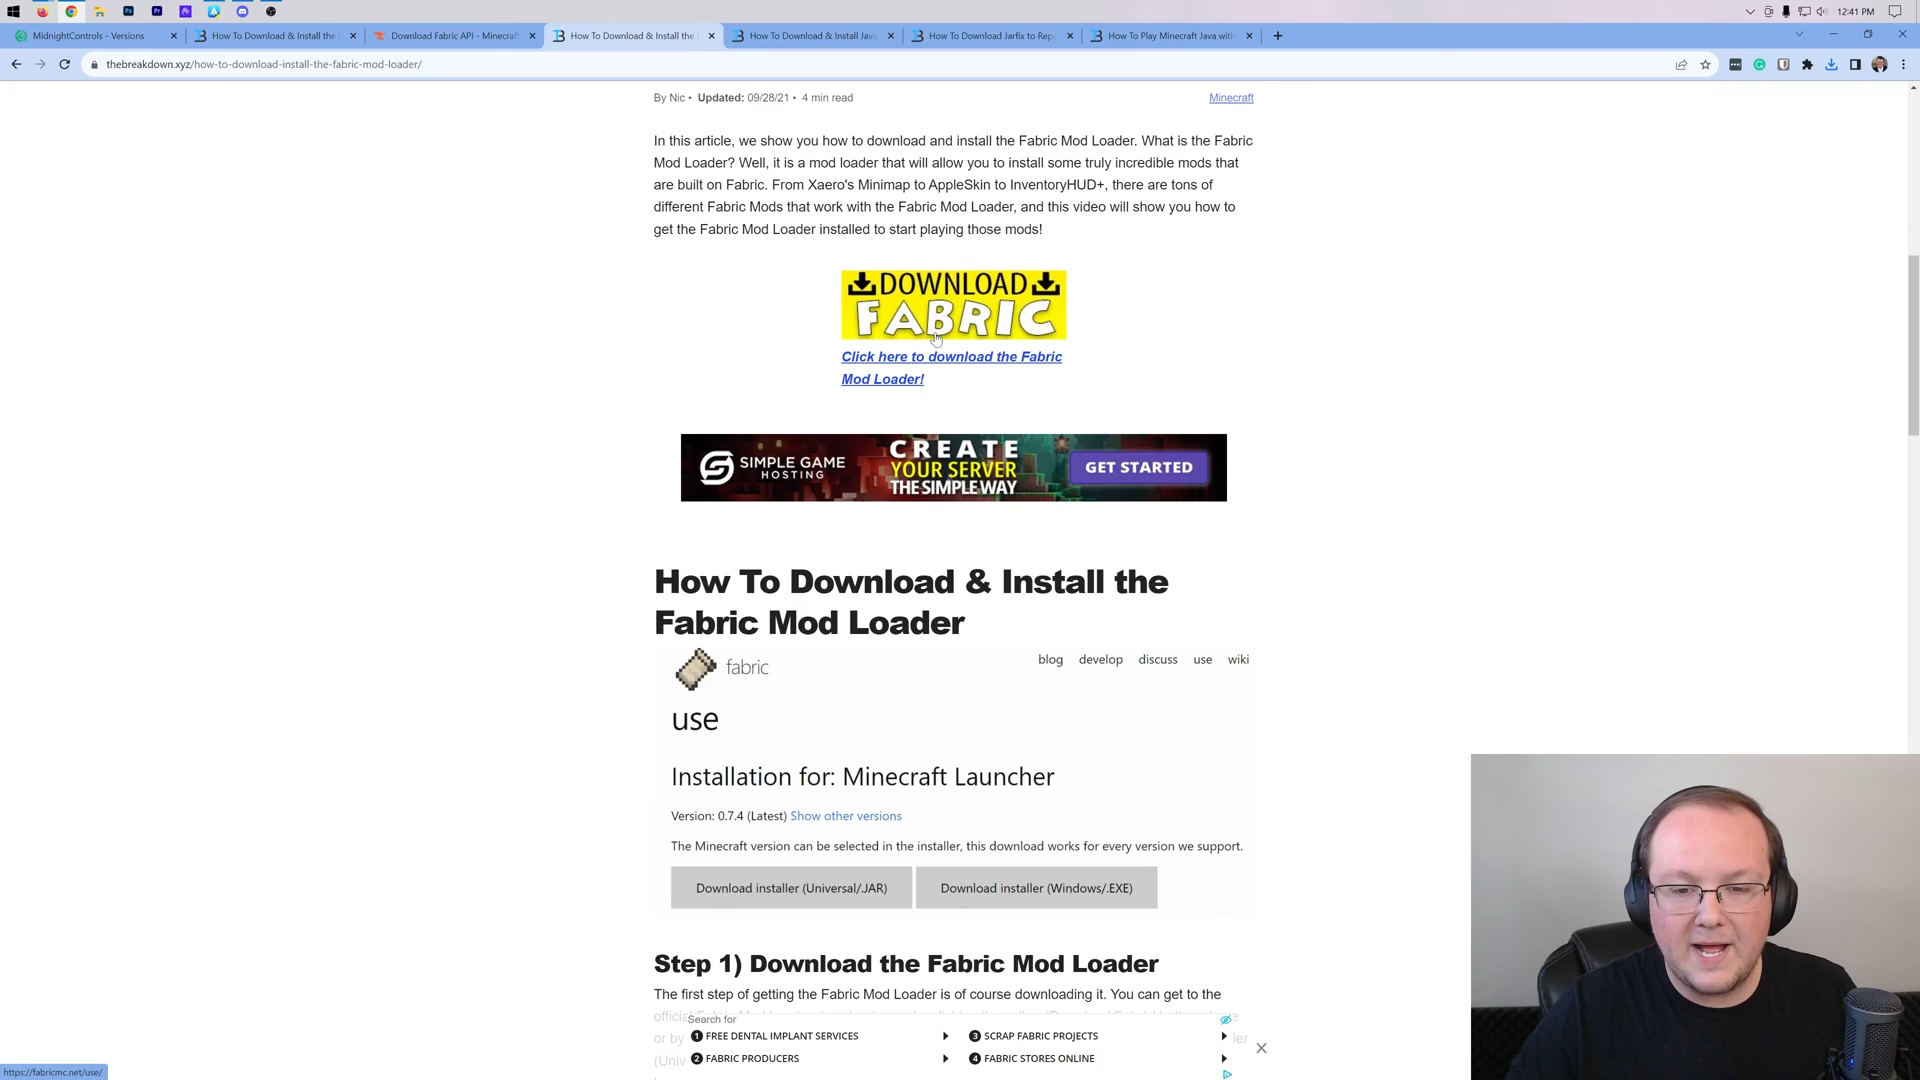 12:41 PM
MidnightControls - Versions
How To Download & Install the
Download Fabric API - Minecraft
How To Download & Install the
How To Download & Install Java
How To Download Jarfix to Repa
How To Play Minecraft Java with
thebreakdown.xyz/how-to-download-install-the-fabric-mod-loader/
By Nic • Updated: 09/28/21 • 4 min read
Minecraft
In this article, we show you how to download and install the Fabric Mod Loader. What is the Fabric
Mod Loader? Well, it is a mod loader that will allow you to install some truly incredible mods that
are built on Fabric. From Xaero's Minimap to AppleSkin to InventoryHUD+, there are tons of
different Fabric Mods that work with the Fabric Mod Loader, and this video will show you how to
get the Fabric Mod Loader installed to start playing those mods!
DOWNLOAD
FABRIC
Click here to download the Fabric
Mod Loader!
SIMPLE GAME
HOSTING
CREATE
YOUR SERVER
THE SIMPLE WAY
GET STARTED
How To Download & Install the
Fabric Mod Loader
fabric
blog develop discuss use wiki
use
Installation for: Minecraft Launcher
Version: 0.7.4 (Latest) Show other versions
The Minecraft version can be selected in the installer, this download works for every version we support.
Download installer (Universal/.JAR)
Download installer (Windows/.EXE)
Step 1) Download the Fabric Mod Loader
The first step of getting the Fabric Mod Loader is of course downloading it. You can get to the
Search for
or by
ler
(Univ
1 FREE DENTAL IMPLANT SERVICES
2 FABRIC PRODUCERS
3 SCRAP FABRIC PROJECTS
4 FABRIC STORES ONLINE
https://fabricmc.net/use/